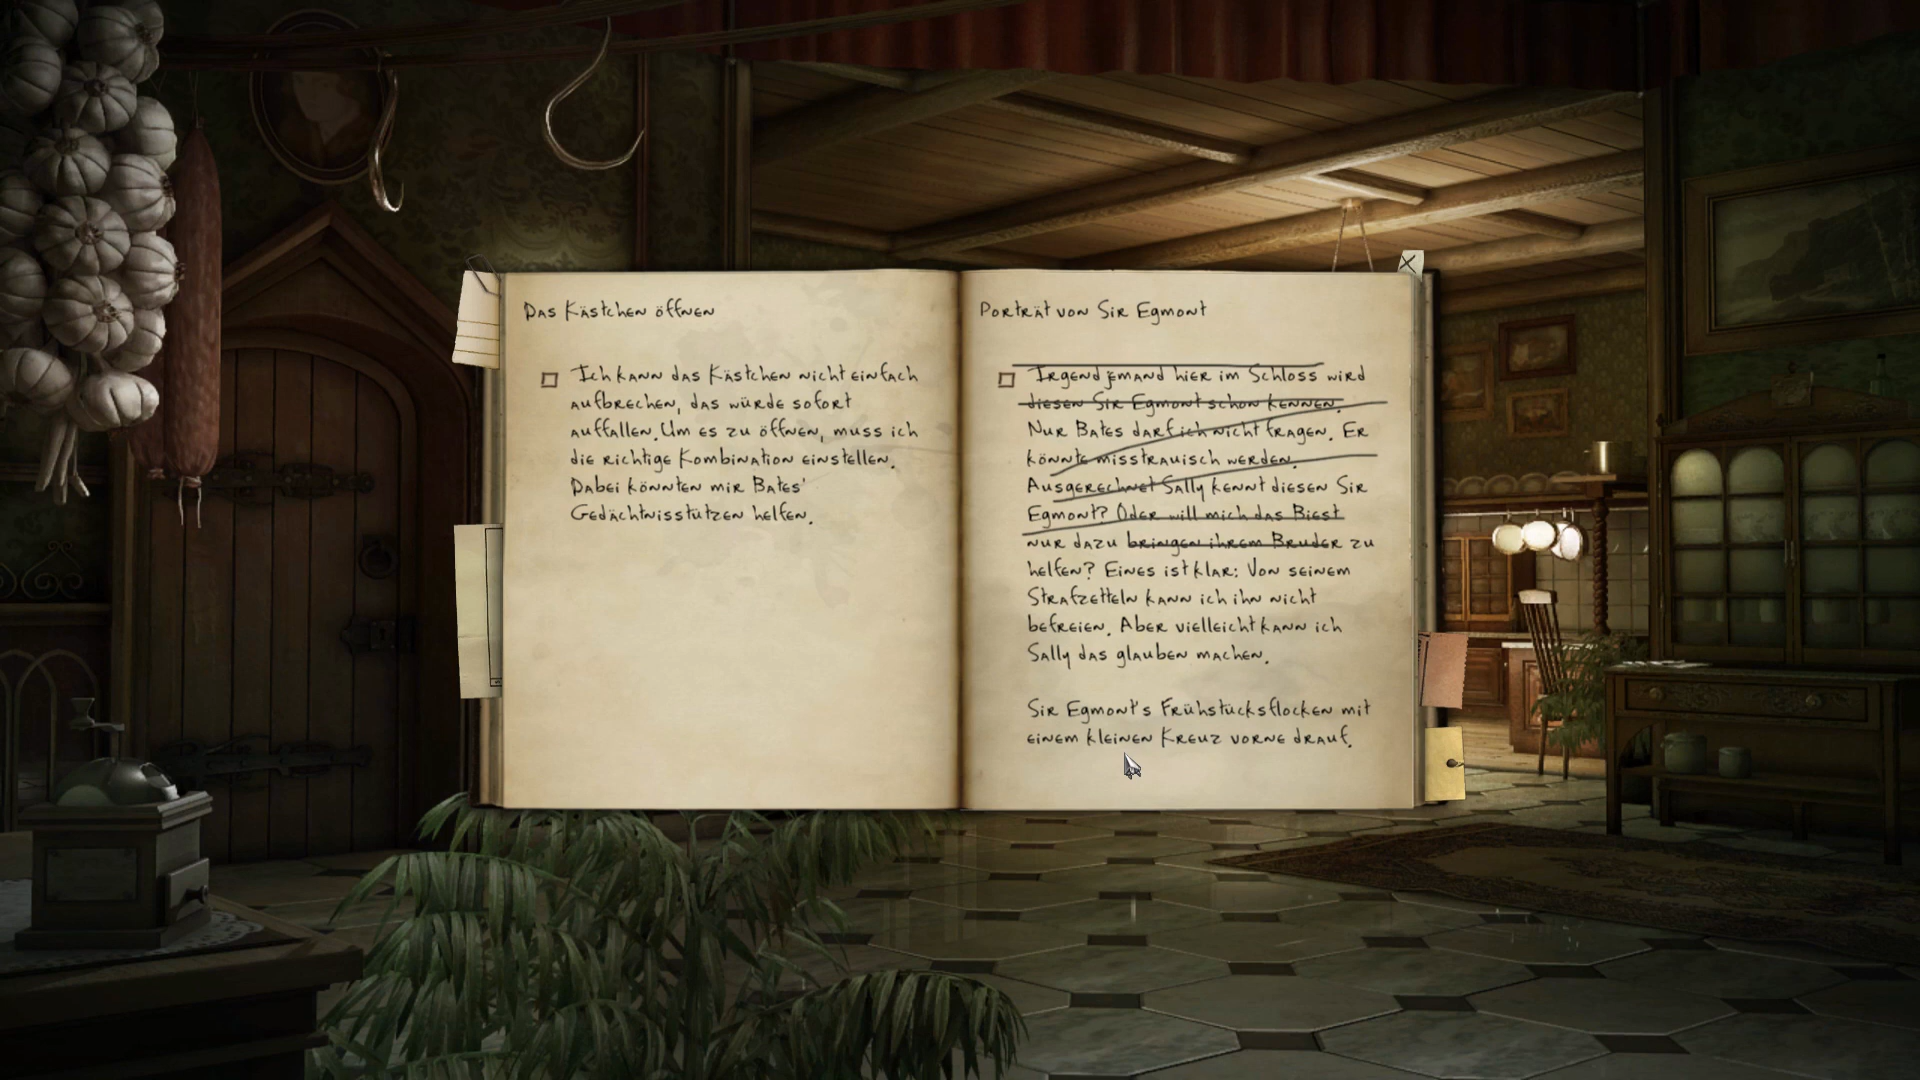 Das Kästchen öffnen
Ich kann das Kästchen nicht einfach
aufbrechen, das würde sofort
auffallen. Um es zu öffnen, muss ich
die richtige Kombination einstellen.
Dabei könnten mir Bates'
Gedächtnisstützen helfen.
Porträt von Sir Egmont
Irgendjemand hier im Schloss wird
diesen Sir Egmont schon kennen.
Nur Bates darf ich nicht fragen. Er
könnte misstrauisch werden.
Ausgerechnet Sally kennt diesen Sir
Egmont? Oder will mich das Biest
nur dazu bringen ihrem Bruder zu
helfen? Eines ist klar: Von seinem
Strafzetteln kann ich ihn nicht
befreien. Aber vielleicht kann ich
Sally das glauben machen.
Sir Egmont's Frühstücksflocken mit
einem kleinen Kreuz vorne drauf.